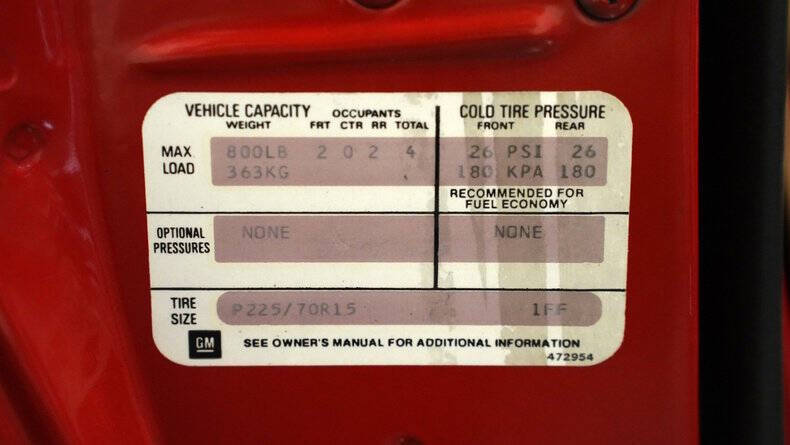 VEHICLE CAPACITY OCCUPANTS COLD TIRE PRESSURE
WEIGHT FRT CTR RR TOTAL FRONT REAR
MAX 800LB 2 0 2 4 26 PSI 26
LOAD 363KG 180 KPA 180
RECOMMENDED FOR
FUEL ECONOMY
OPTIONAL NONE NONE
PRESSURES
TIRE P225/70R15 1FF
SIZE
GM SEE OWNER'S MANUAL FOR ADDITIONAL INFORMATION
472954